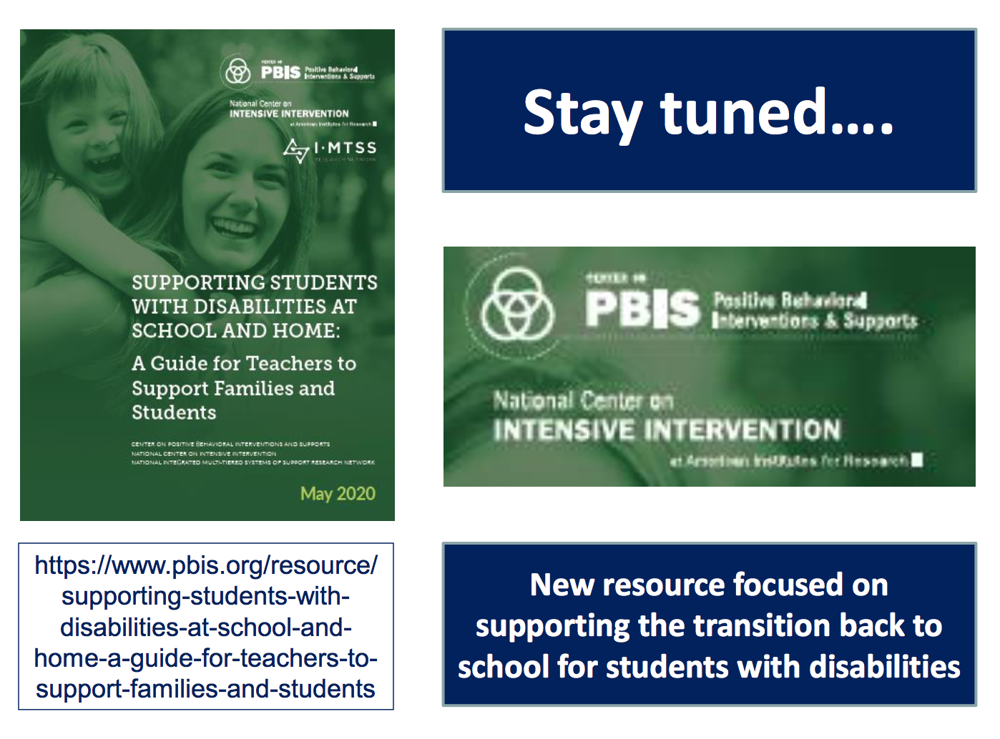 CENTER ON
PBIS Positive Behavioral
Interventions & Supports
National Center on
INTENSIVE INTERVENTION
at American Institutes for Research
I·MTSS
RESEARCH NETWORK
SUPPORTING STUDENTS
WITH DISABILITIES AT
SCHOOL AND HOME:
A Guide for Teachers to
Support Families and
Students
CENTER ON POSITIVE BEHAVIORAL INTERVENTIONS AND SUPPORTS
NATIONAL CENTER ON INTENSIVE INTERVENTION
NATIONAL INTEGRATED MULTI-TIERED SYSTEMS OF SUPPORT RESEARCH NETWORK
May 2020
https://www.pbis.org/resource/
supporting-students-with-
disabilities-at-school-and-
home-a-guide-for-teachers-to-
support-families-and-students
Stay tuned....
CENTER ON
PBIS Positive Behavioral
Interventions & Supports
National Center on
INTENSIVE INTERVENTION
at American Institutes for Research
New resource focused on
supporting the transition back to
school for students with disabilities